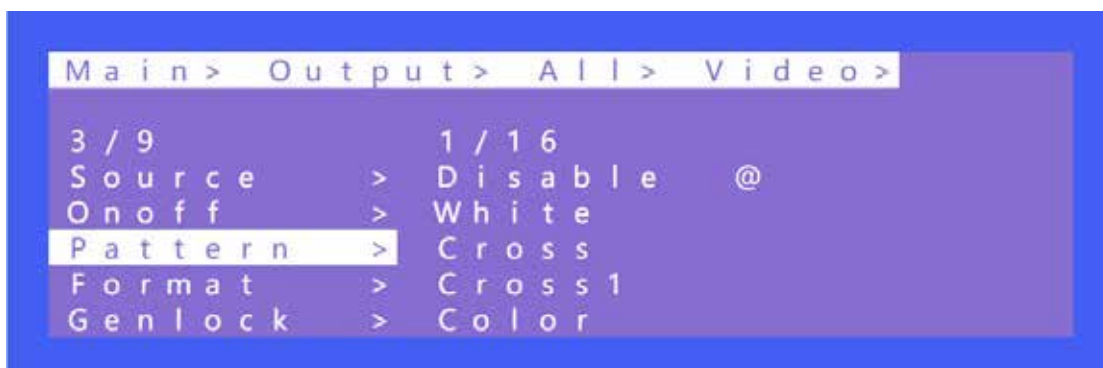 Main> Output> All> Video>
3/9 1/16
Source > Disable @
Onoff > White
Pattern > Cross
Format > Cross1
Genlock > Color